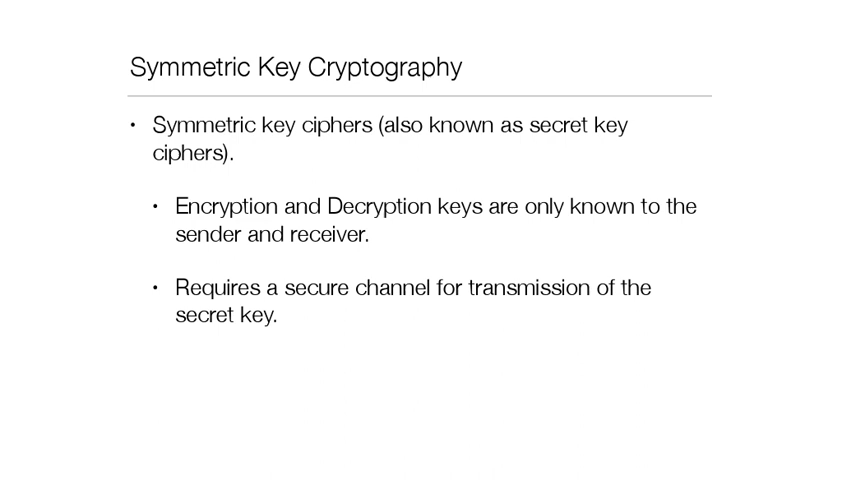 Symmetric Key Cryptography
• Symmetric key ciphers (also known as secret key
ciphers).
• Encryption and Decryption keys are only known to the
sender and receiver.
• Requires a secure channel for transmission of the
secret key.